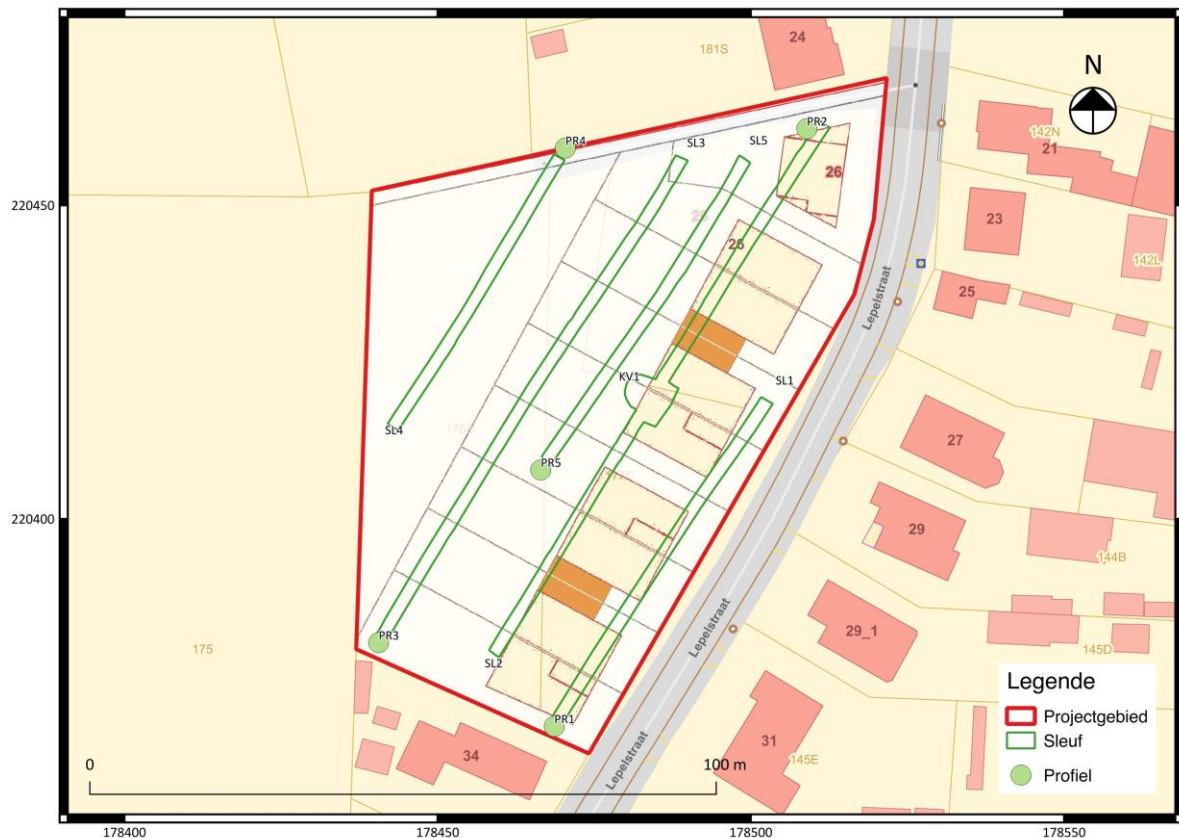 24
181S
N
142N
21
PR2
PR4
SL3
SL5
26
220450
23
25
26
142L
25
Lepelstraat
KV1
SL1
SL4
27
PR5
220400
29
144B
Lepelstraat
29_1
PR3
175
SL2
145D
Legende
Projectgebied
Sleuf
Profiel
PR1
34
31
145E
Lepelstraat
0
100 m
178400
178450
178500
178550